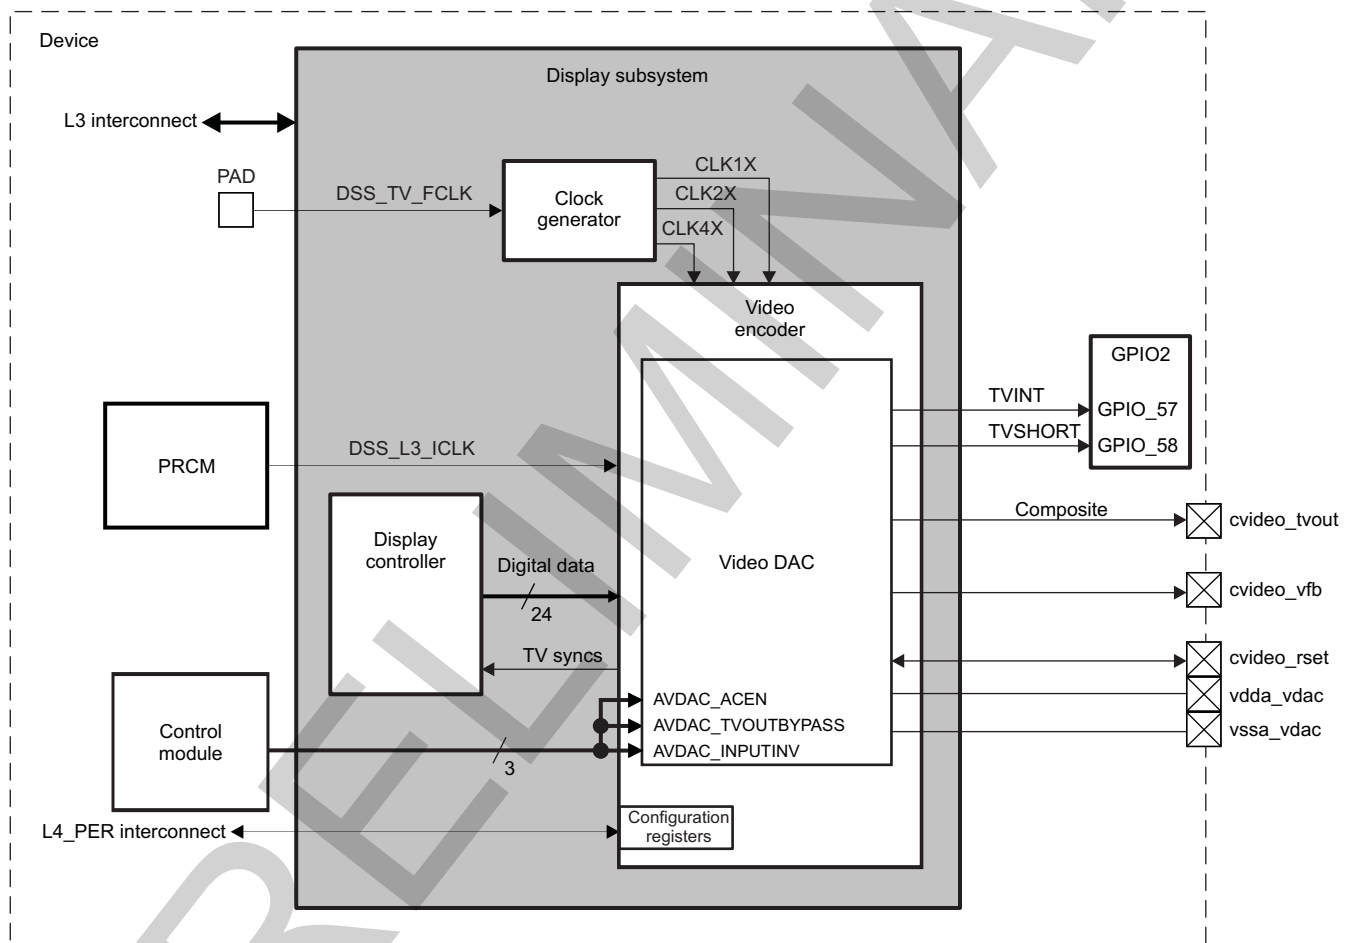 Device
Display subsystem
L3 interconnect
PAD
DSS_TV_FCLK
Clock
generator
CLK1X
CLK2X
CLK4X
Video
encoder
GPIO2
TVINT
GPIO_57
TVSHORT
GPIO_58
PRCM
DSS_L3_ICLK
Composite
cvideo_tvout
Display
controller
Digital data
24
Video DAC
cvideo_vfb
TV syncs
cvideo_rset
AVDAC_ACEN
vdda_vdac
AVDAC_TVOUTBYPASS
vssa_vdac
AVDAC_INPUTINV
Control
module
3
Configuration
registers
L4_PER interconnect
RELIMINA